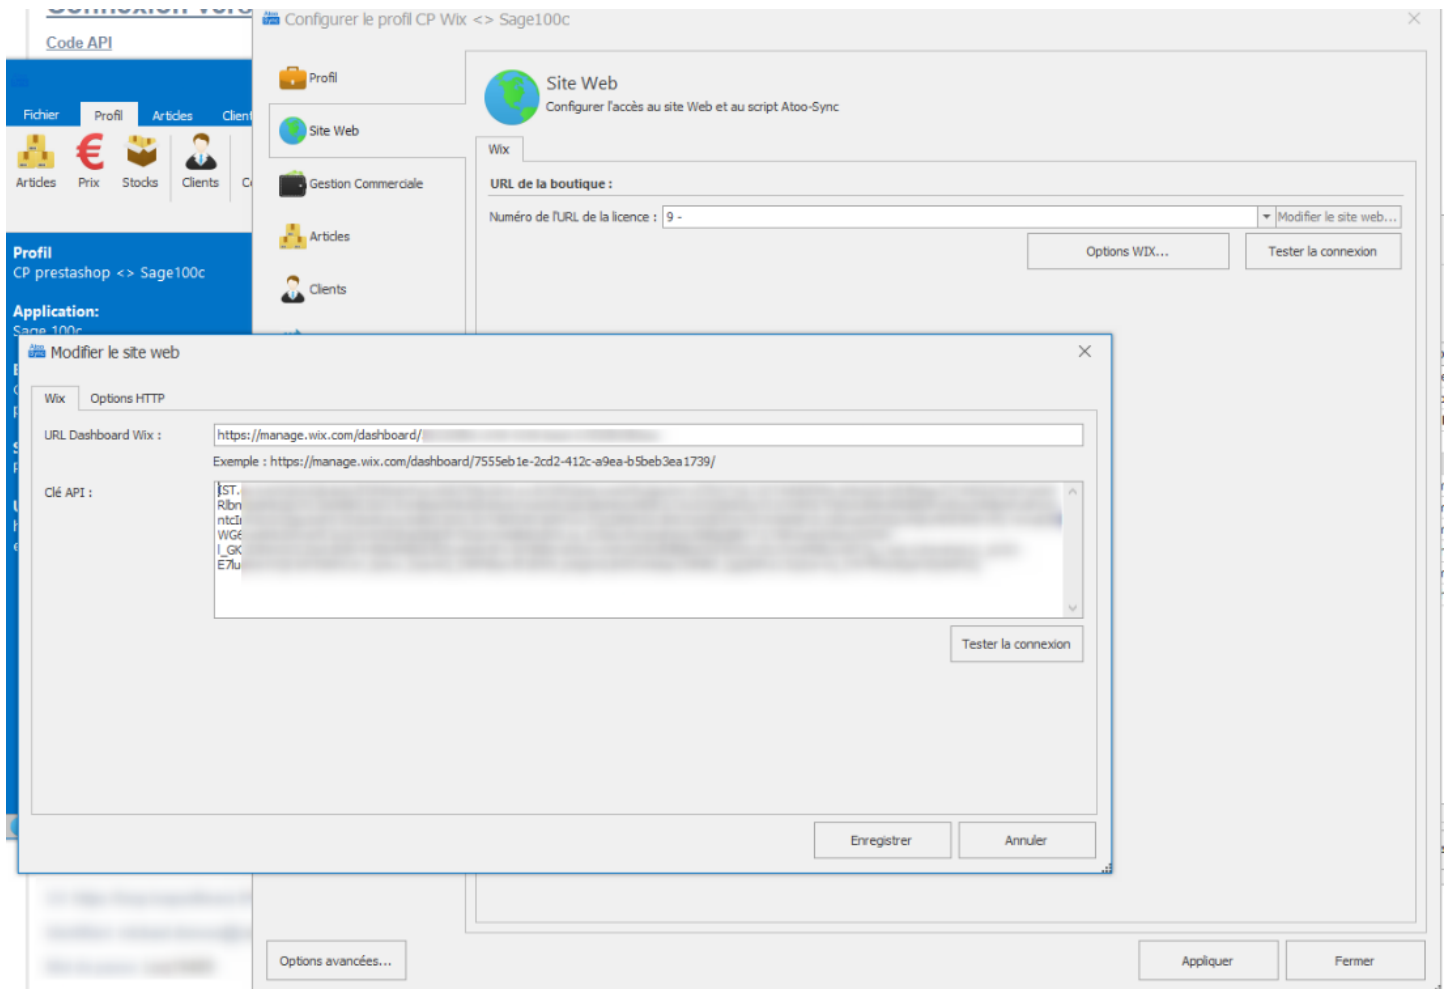 Code API
Configurer le profil CP Wix <> Sage100c
Fichier
Profil
Articles
Client
Articles
Prix
Stocks
Clients
Profil
CP prestashop <> Sage100c
Application:
Sage 100c
Profil
Site Web
Gestion Commerciale
Articles
Clients
Site Web
Configurer l'accès au site Web et au script Atoo-Sync
Wix
URL de la boutique :
Numéro de l'URL de la licence : 9 -
Modifier le site web...
Options WIX...
Tester la connexion
Modifier le site web
Wix
Options HTTP
URL Dashboard Wix : https://manage.wix.com/dashboard/
Exemple : https://manage.wix.com/dashboard/7555eb1e-2cd2-412c-a9ea-b5beb3ea1739/
Clé API :
Tester la connexion
Enregistrer
Annuler
Options avancées...
Appliquer
Fermer